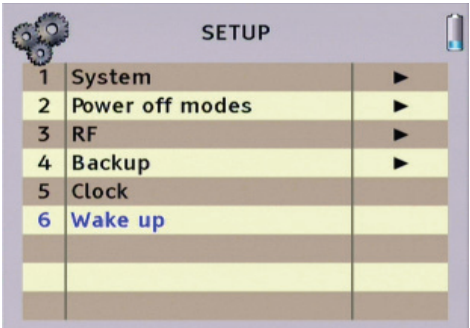 SETUP
1 System ►
2 Power off modes ►
3 RF ►
4 Backup ►
5 Clock
6 Wake up